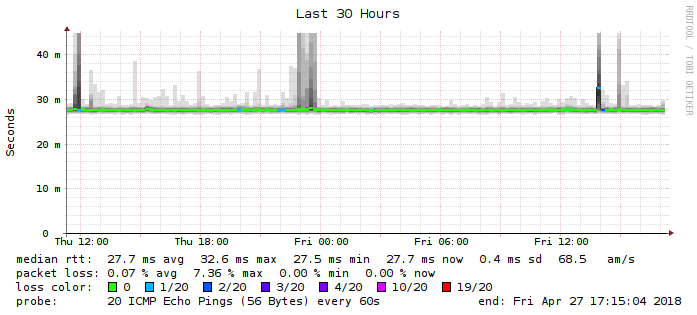 Last 30 Hours
RRDTOOL / TOBI OETIKER
Seconds
40 m
30 m
20 m
10 m
0
Thu 12:00 Thu 18:00 Fri 00:00 Fri 06:00 Fri 12:00
median rtt: 27.7 ms avg 32.6 ms max 27.5 ms min 27.7 ms now 0.4 ms sd 68.5 am/s
packet loss: 0.07 % avg 7.36 % max 0.00 % min 0.00 % now
loss color: 0 1/20 2/20 3/20 4/20 10/20 19/20
probe: 20 ICMP Echo Pings (56 Bytes) every 60s end: Fri Apr 27 17:15:04 2018